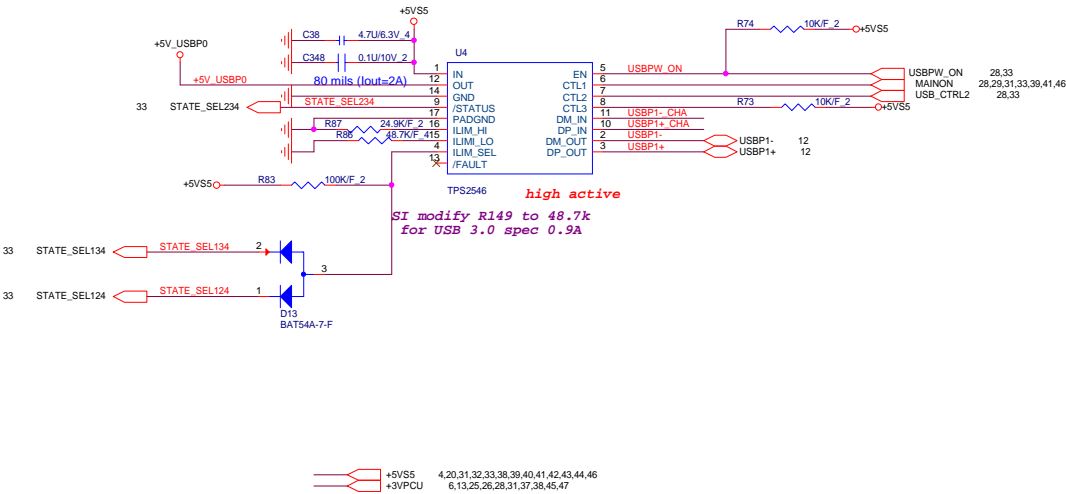 +5VS5
R74 10K/F_2 +5VS5
C38 4.7U/6.3V_4
+5V_USBP0
U4
C348 0.1U/10V_2
1 IN EN 5 USBPW_ON USBPW_ON 28,33
+5V_USBP0 80 mils (Iout=2A) 12 OUT CTL1 6 MAINON 28,29,31,33,39,41,46
14 GND CTL2 7 USB_CTRL2 28,33
33 STATE_SEL234 STATE_SEL234 9 /STATUS CTL3 8 R73 10K/F_2 +5VS5
17 PADGND DM_IN 11 USBP1-_CHA
R87 24.9K/F_2 16 ILIM_HI DP_IN 10 USBP1+_CHA
R86 48.7K/F_4 15 ILIMI_LO DM_OUT 2 USBP1- USBP1- 12
4 ILIM_SEL DP_OUT 3 USBP1+ USBP1+ 12
13 /FAULT
+5VS5 R83 100K/F_2
TPS2546 high active
SI modify R149 to 48.7k
for USB 3.0 spec 0.9A
33 STATE_SEL134 STATE_SEL134 2
3
33 STATE_SEL124 STATE_SEL124 1
D13
BAT54A-7-F
+5VS5 4,20,31,32,33,38,39,40,41,42,43,44,46
+3VPCU 6,13,25,26,28,31,37,38,45,47